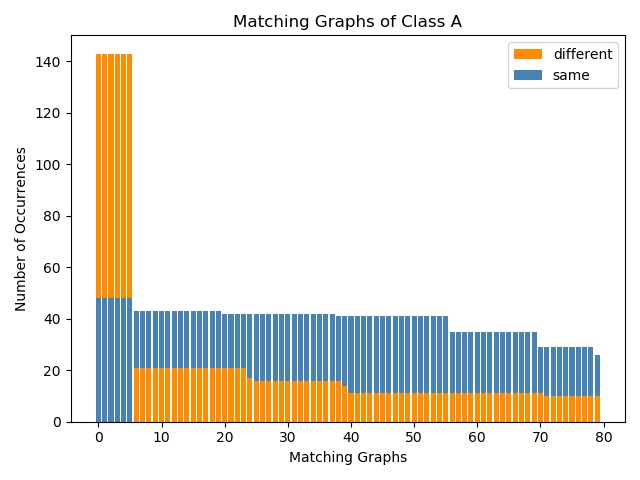 Matching Graphs of Class A
different
same
Number of Occurrences
140
120
100
80
60
40
20
0
0 10 20 30 40 50 60 70 80
Matching Graphs